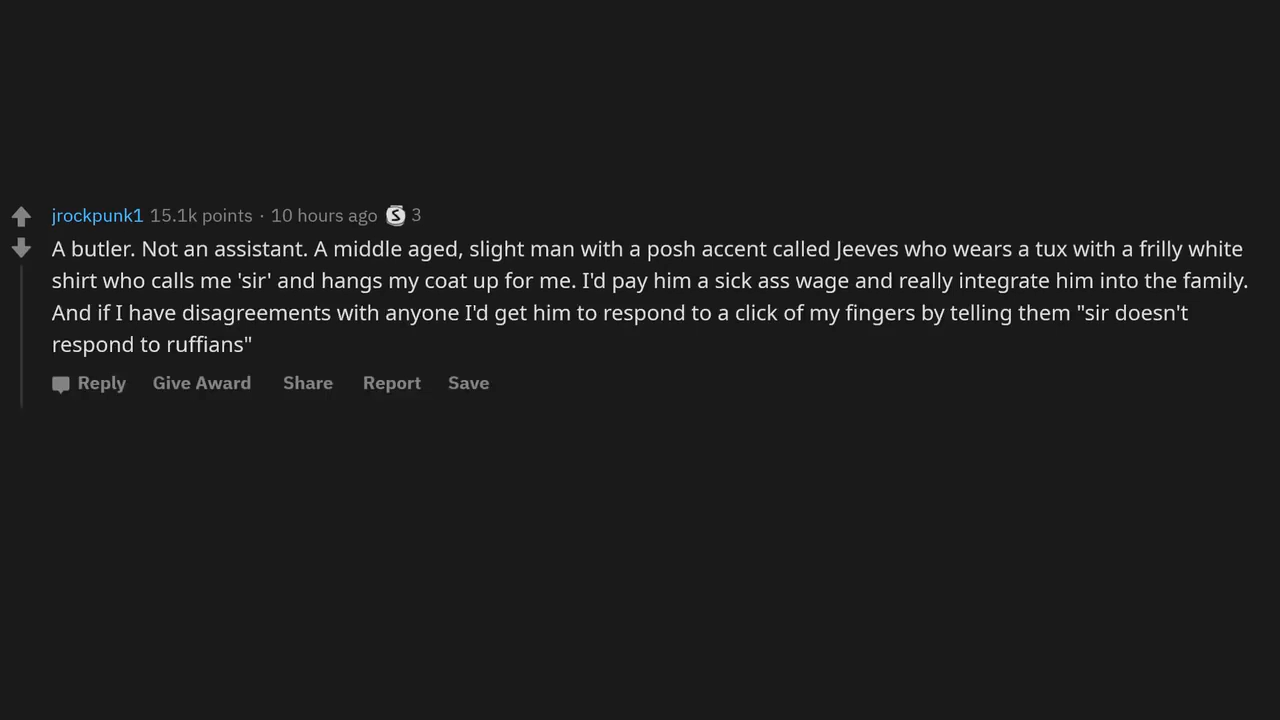 jrockpunk1 15.1k points · 10 hours ago S 3
A butler. Not an assistant. A middle aged, slight man with a posh accent called Jeeves who wears a tux with a frilly white
shirt who calls me 'sir' and hangs my coat up for me. I'd pay him a sick ass wage and really integrate him into the family.
And if I have disagreements with anyone I'd get him to respond to a click of my fingers by telling them "sir doesn't
respond to ruffians"
Reply Give Award Share Report Save